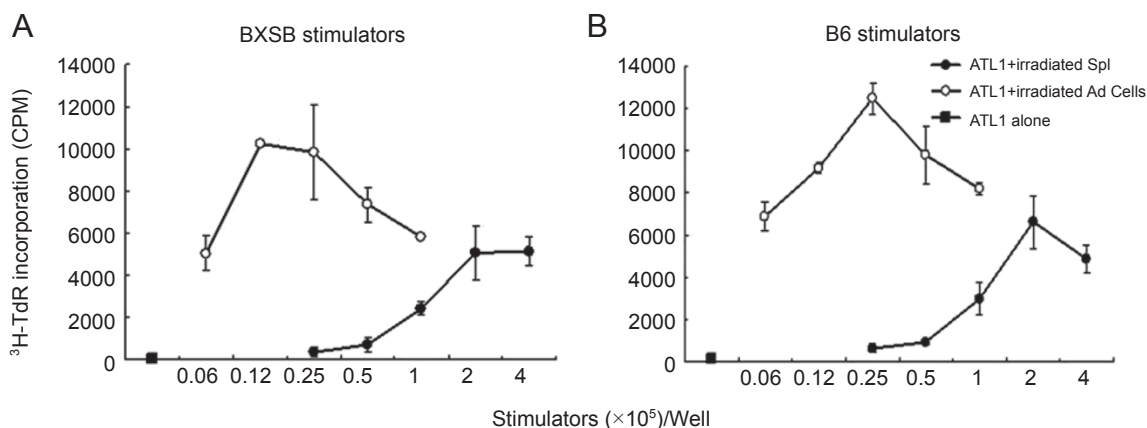 A
BXSB stimulators
14000
12000
10000
8000
6000
4000
2000
0
0.06 0.12 0.25 0.5 1 2 4
³H-TdR incorporation (CPM)
B
B6 stimulators
ATL1+irradiated Spl
ATL1+irradiated Ad Cells
ATL1 alone
14000
12000
10000
8000
6000
4000
2000
0
0.06 0.12 0.25 0.5 1 2 4
Stimulators (×10⁵)/Well